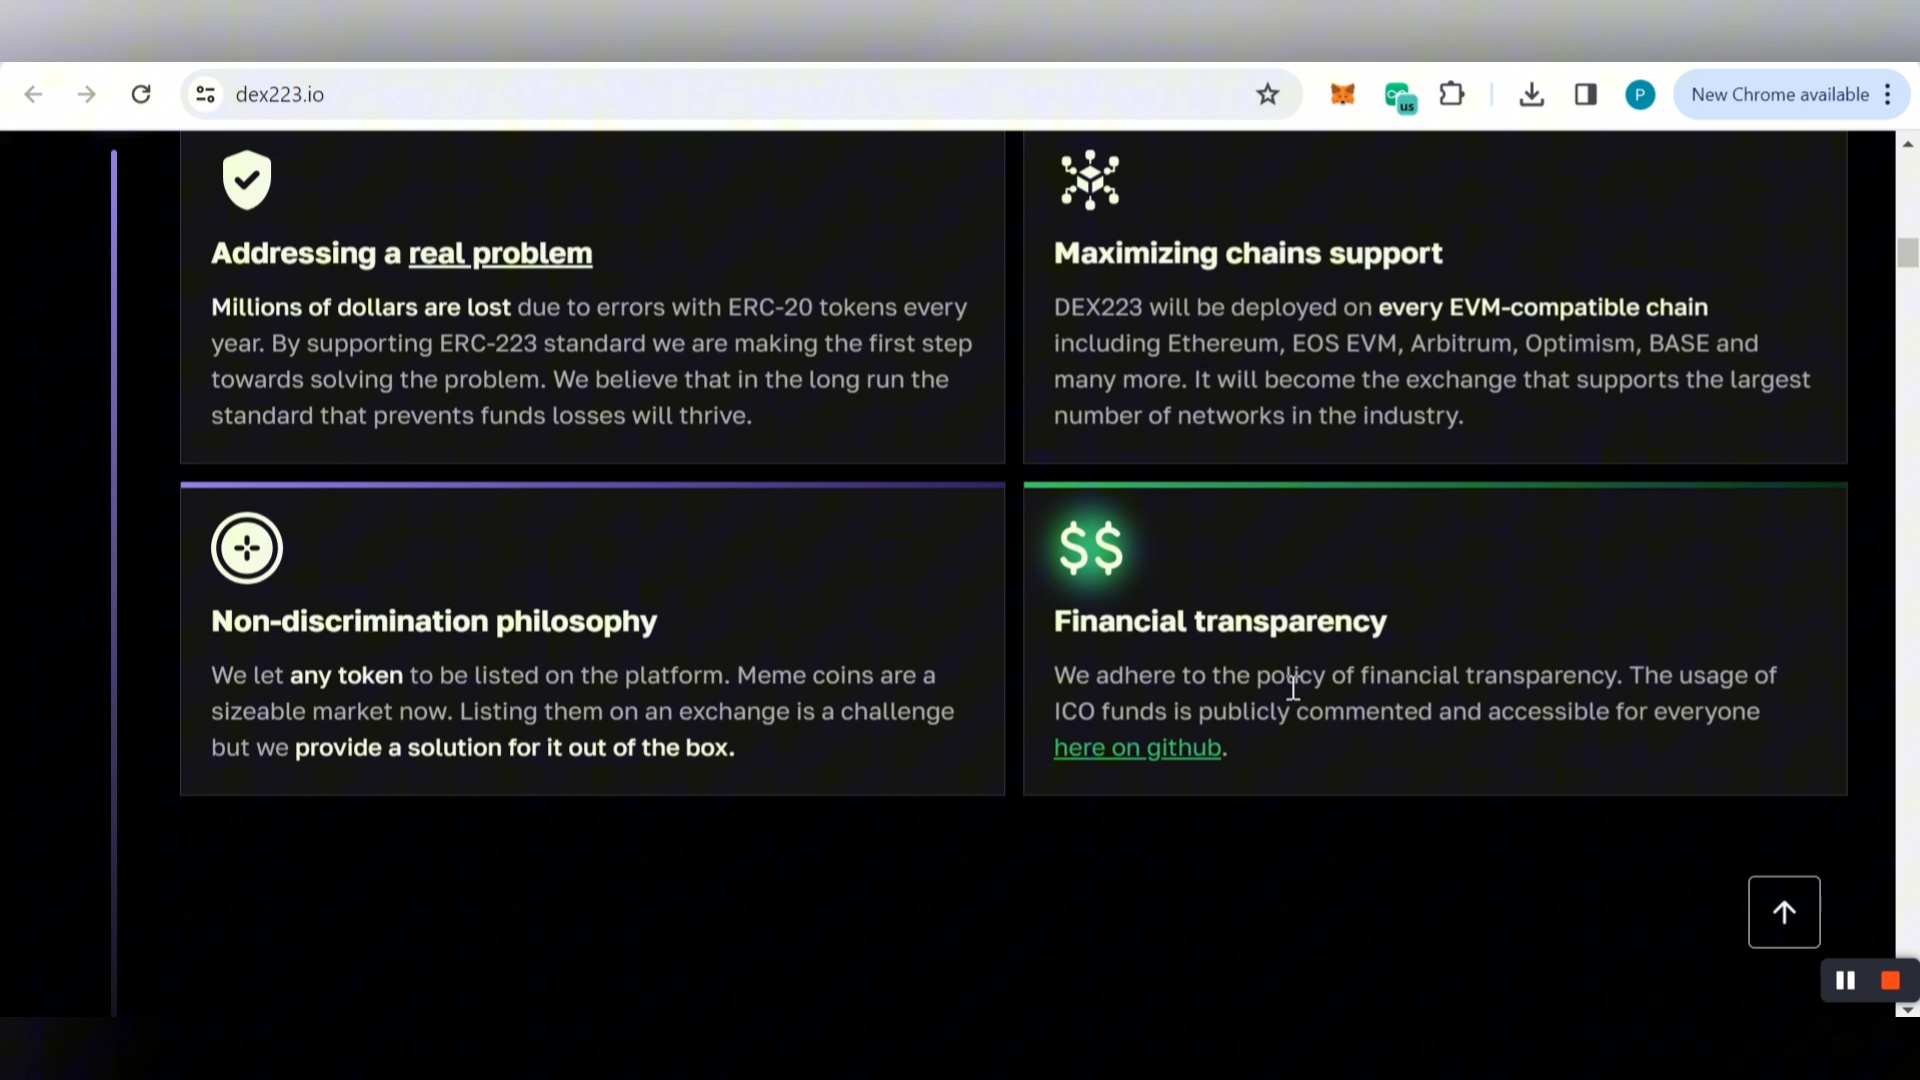 dex223.io
us
P
New Chrome available
Addressing a real problem
Millions of dollars are lost due to errors with ERC-20 tokens every
year. By supporting ERC-223 standard we are making the first step
towards solving the problem. We believe that in the long run the
standard that prevents funds losses will thrive.
Maximizing chains support
DEX223 will be deployed on every EVM-compatible chain
including Ethereum, EOS EVM, Arbitrum, Optimism, BASE and
many more. It will become the exchange that supports the largest
number of networks in the industry.
Non-discrimination philosophy
We let any token to be listed on the platform. Meme coins are a
sizeable market now. Listing them on an exchange is a challenge
but we provide a solution for it out of the box.
$$
Financial transparency
We adhere to the policy of financial transparency. The usage of
ICO funds is publicly commented and accessible for everyone
here on github.